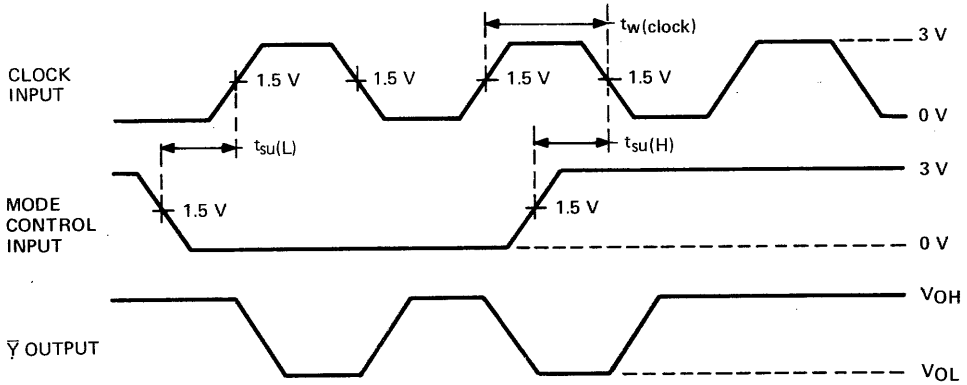 tw(clock)
3 V
CLOCK
INPUT
1.5 V
1.5 V
1.5 V
1.5 V
0 V
tsu(L)
tsu(H)
3 V
MODE
CONTROL
INPUT
1.5 V
1.5 V
0 V
VOH
Y̅ OUTPUT
VOL